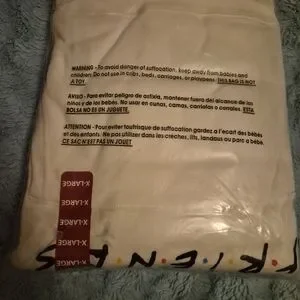 WARNING - To avoid danger of suffocation, keep away from babies and
children. Do not use in cribs, beds, carriages, or playpens. THIS BAG IS NOT
A TOY.
AVISO - Para evitar peligro de asfixia, mantener fuera del alcance de los
niños y de los bebés. No usar en cunas, camas, carriolas o corrales. ESTA
BOLSA NO ES UN JUGUETE.
ATTENTION - Pour eviter toutrisque de suffocation gardez a l'ecart des bébés
et des enfants. Ne pas utiliser dans les creches, lits, landaus ou parc a bébé.
CE SAC N'EST PAS UN JOUET
X-LARGE
X-LARGE
X-LARGE
X-LARGE
X-LARGE
FRIENDS